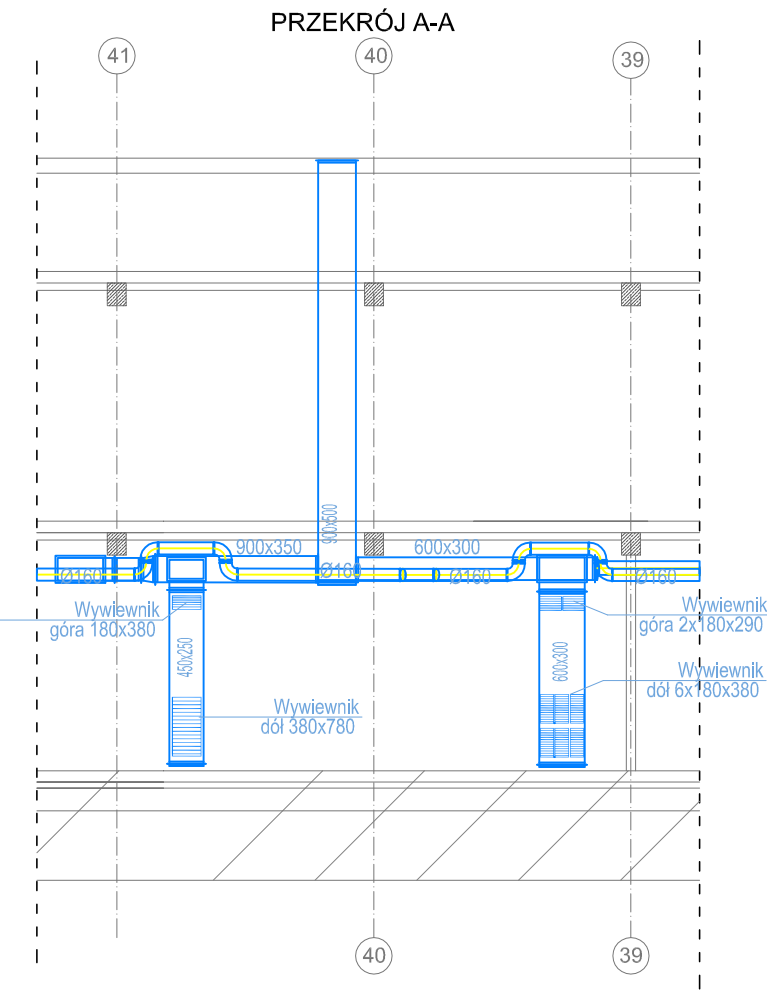 PRZEKRÓJ A-A
41
40
39
900x500
900x350
600x300
Ø160
Ø160
Ø160
Ø160
Wywiewnik
góra 180x380
450x250
Wywiewnik
dół 380x780
600x300
Wywiewnik
góra 2x180x290
Wywiewnik
dół 6x180x380
40
39